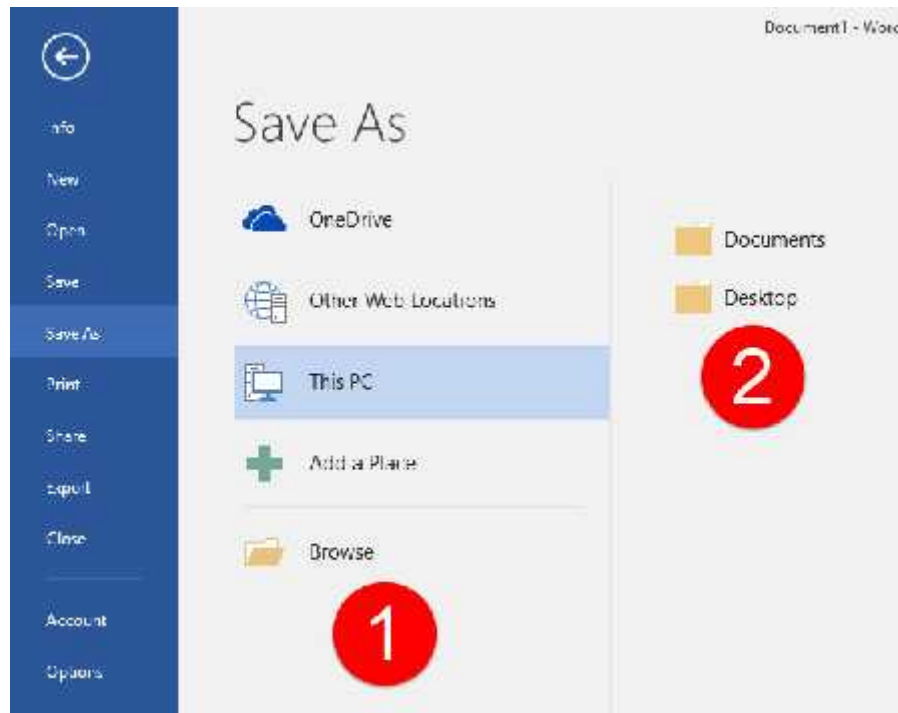 Document1 - Word
Info
New
Open
Save
Save As
Print
Share
Export
Close
Account
Options
Save As
OneDrive
Other Web Locations
This PC
Add a Place
Browse
1
Documents
Desktop
2